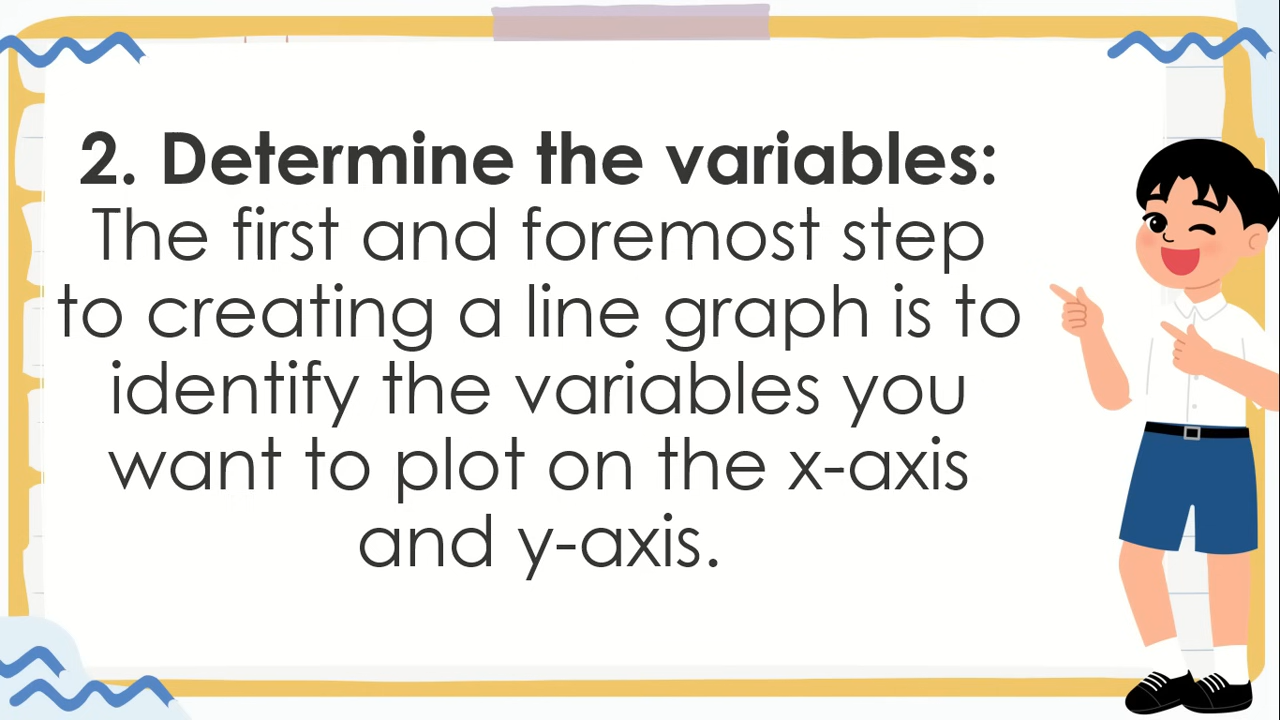 2. Determine the variables:
The first and foremost step
to creating a line graph is to
identify the variables you
want to plot on the x-axis
and y-axis.